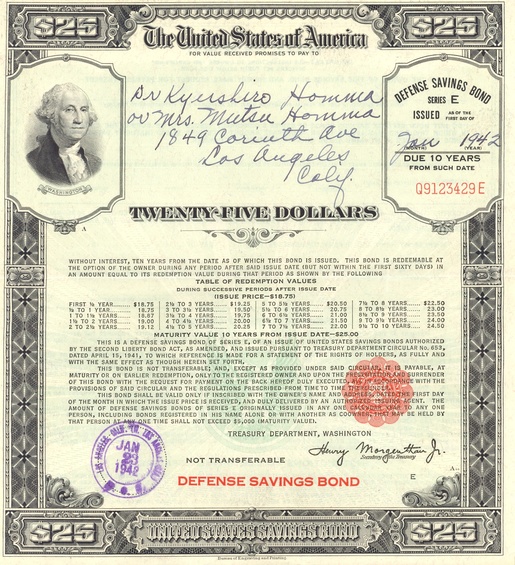 $25 $25
The United States of America
FOR VALUE RECEIVED PROMISES TO PAY TO
Dr Kyushiro Homma
or Mrs. Mutsu Homma
1849 Corinth Ave
Los Angeles
Caly.
WASHINGTON
DEFENSE SAVINGS BOND
SERIES E
ISSUED AS OF THE FIRST DAY OF
Jan 1942
(MONTH) (YEAR)
DUE 10 YEARS
FROM SUCH DATE
Q9123429E
A
TWENTY-FIVE DOLLARS
WITHOUT INTEREST, TEN YEARS FROM THE DATE AS OF WHICH THIS BOND IS ISSUED. THIS BOND IS REDEEMABLE AT
THE OPTION OF THE OWNER DURING ANY PERIOD AFTER SAID ISSUE DATE (BUT NOT WITHIN THE FIRST SIXTY DAYS) IN
AN AMOUNT EQUAL TO ITS REDEMPTION VALUE DURING THE PERIOD AS SHOWN BY THE FOLLOWING
TABLE OF REDEMPTION VALUES
DURING SUCCESSIVE PERIODS AFTER ISSUE DATE
(ISSUE PRICE—$18.75)
FIRST ½ YEAR...... $18.75 2½ TO 3 YEARS...... $19.25 5 TO 5½ YEARS...... $20.50 7½ TO 8 YEARS...... $22.50
½ TO 1 YEAR...... 18.75 3 TO 3½ YEARS...... 19.50 5½ TO 6 YEARS...... 20.75 8 TO 8½ YEARS...... 23.00
1 TO 1½ YEARS...... 18.87 3½ TO 4 YEARS...... 19.75 6 TO 6½ YEARS...... 21.00 8½ TO 9 YEARS...... 23.50
1½ TO 2 YEARS...... 19.00 4 TO 4½ YEARS...... 20.00 6½ TO 7 YEARS...... 21.50 9 TO 9½ YEARS...... 24.00
2 TO 2½ YEARS...... 19.12 4½ TO 5 YEARS...... 20.25 7 TO 7½ YEARS...... 22.00 9½ TO 10 YEARS...... 24.50
MATURITY VALUE 10 YEARS FROM ISSUE DATE—$25.00
THIS IS A DEFENSE SAVINGS BOND OF SERIES E, OF AN ISSUE OF UNITED STATES SAVINGS BONDS AUTHORIZED
BY THE SECOND LIBERTY BOND ACT, AS AMENDED, AND ISSUED PURSUANT TO TREASURY DEPARTMENT CIRCULAR No. 653,
DATED APRIL 15, 1941, TO WHICH REFERENCE IS MADE FOR A STATEMENT OF THE RIGHTS OF HOLDERS, AS FULLY AND
WITH THE SAME EFFECT AS THOUGH HEREIN SET FORTH.
THIS BOND IS NOT TRANSFERABLE; AND, EXCEPT AS PROVIDED UNDER SAID CIRCULAR, IS PAYABLE, AT
MATURITY OR ON EARLIER REDEMPTION, ONLY TO THE REGISTERED OWNER AND UPON THE PRESENTATION AND SURRENDER
OF THIS BOND WITH THE REQUEST FOR PAYMENT ON THE BACK HEREOF DULY EXECUTED IN ACCORDANCE WITH THE
PROVISIONS OF SAID CIRCULAR AND THE REGULATIONS PRESCRIBED FROM TIME TO TIME
THIS BOND SHALL BE VALID ONLY IF INSCRIBED WITH THE OWNER'S NAME AND ADDRESS, DATED THE FIRST DAY
OF THE MONTH IN WHICH THE ISSUE PRICE IS RECEIVED, AND DULY DELIVERED BY AN AUTHORIZED ISSUING AGENT. THE
AMOUNT OF DEFENSE SAVINGS BONDS OF SERIES E ORIGINALLY ISSUED IN ANY ONE CALENDAR YEAR TO ANY ONE
PERSON, INCLUDING BONDS REGISTERED IN HIS NAME ALONE OR WITH ANOTHER AS COOWNER, THAT MAY BE HELD BY
THAT PERSON AT ANY ONE TIME SHALL NOT EXCEED $5,000 MATURITY VALUE.
TREASURY DEPARTMENT, WASHINGTON
Henry Morgenthau Jr.
Secretary of the Treasury
NOT TRANSFERABLE
JAN
1942
DEFENSE SAVINGS BOND
E
A
$25 UNITED STATES SAVINGS BOND $25
Bureau of Engraving and Printing